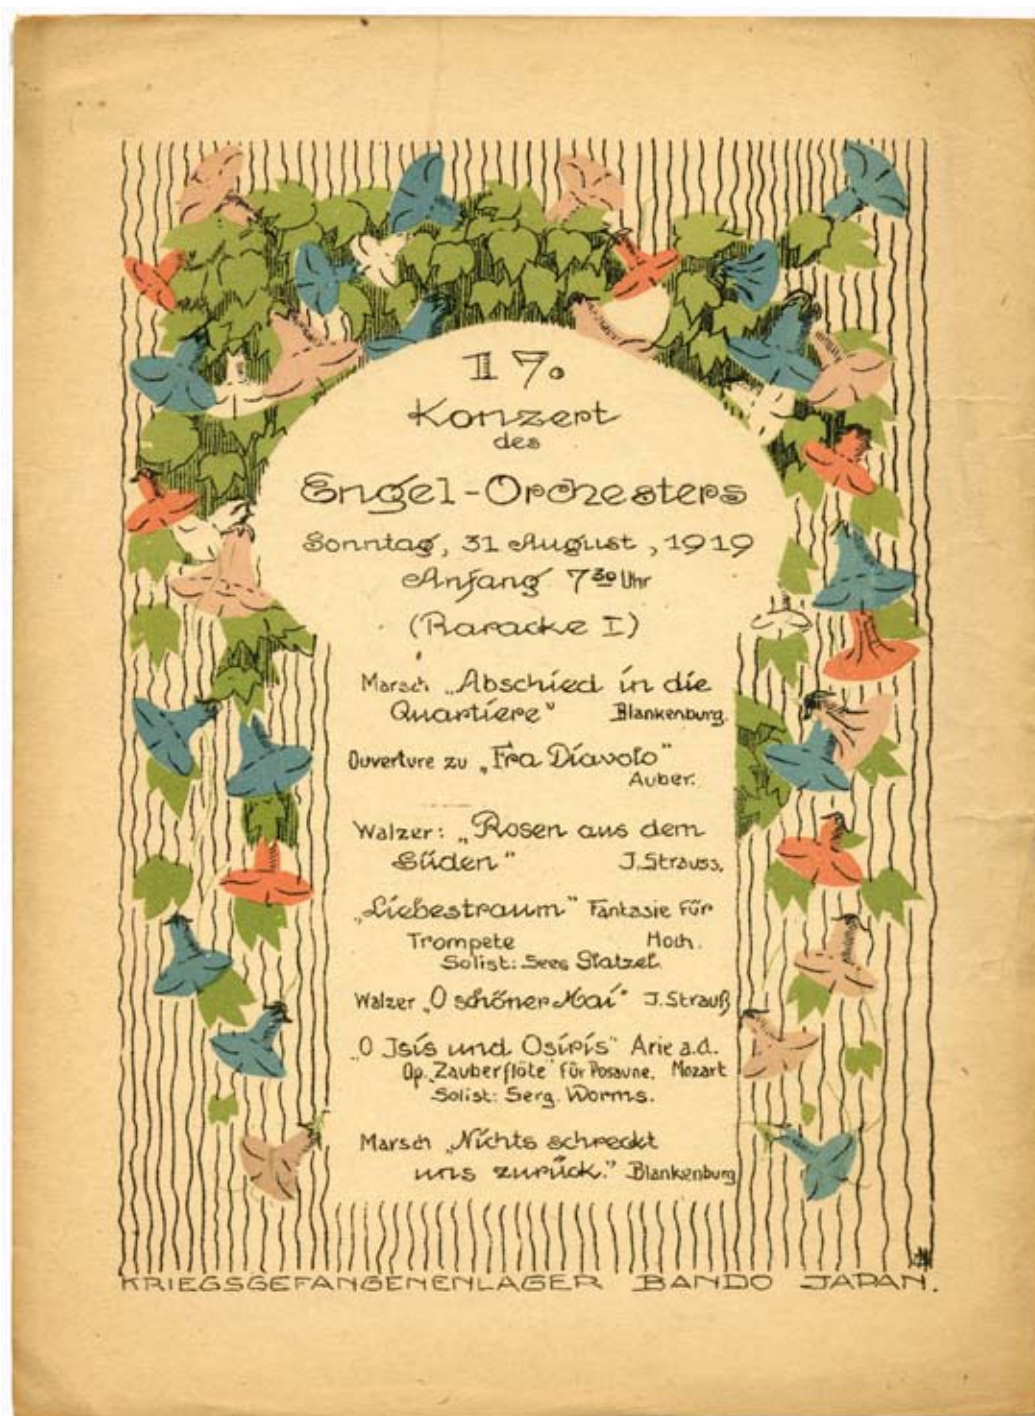 17.
Konzert
des
Engel-Orchesters
Sonntag, 31 August, 1919
Anfang 7³⁰ Uhr
(Baracke I)
Marsch „Abschied in die
Quartiere" Blankenburg.
Ouverture zu „Fra Diavolo"
Auber.
Walzer: „Rosen aus dem
Süden" J. Strauss.
„Liebestraum" Fantasie für
Trompete Hoch.
Solist: Sees
Walzer „O schöner Mai" J. Strauß
„O Isis und Osiris" Arie a.d.
Op. „Zauberflöte" für Posaune. Mozart
Solist: Serg. Worms.
Marsch „Nichts schreckt
uns zurück." Blankenburg
KRIEGSGEFANGENENLAGER BANDO JAPAN.